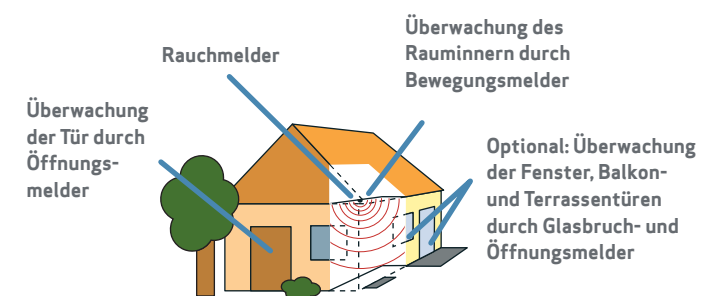 Rauchmelder
Überwachung des
Rauminnern durch
Bewegungsmelder
Überwachung
der Tür durch
Öffnungs-
melder
Optional: Überwachung
der Fenster, Balkon-
und Terrassentüren
durch Glasbruch- und
Öffnungsmelder